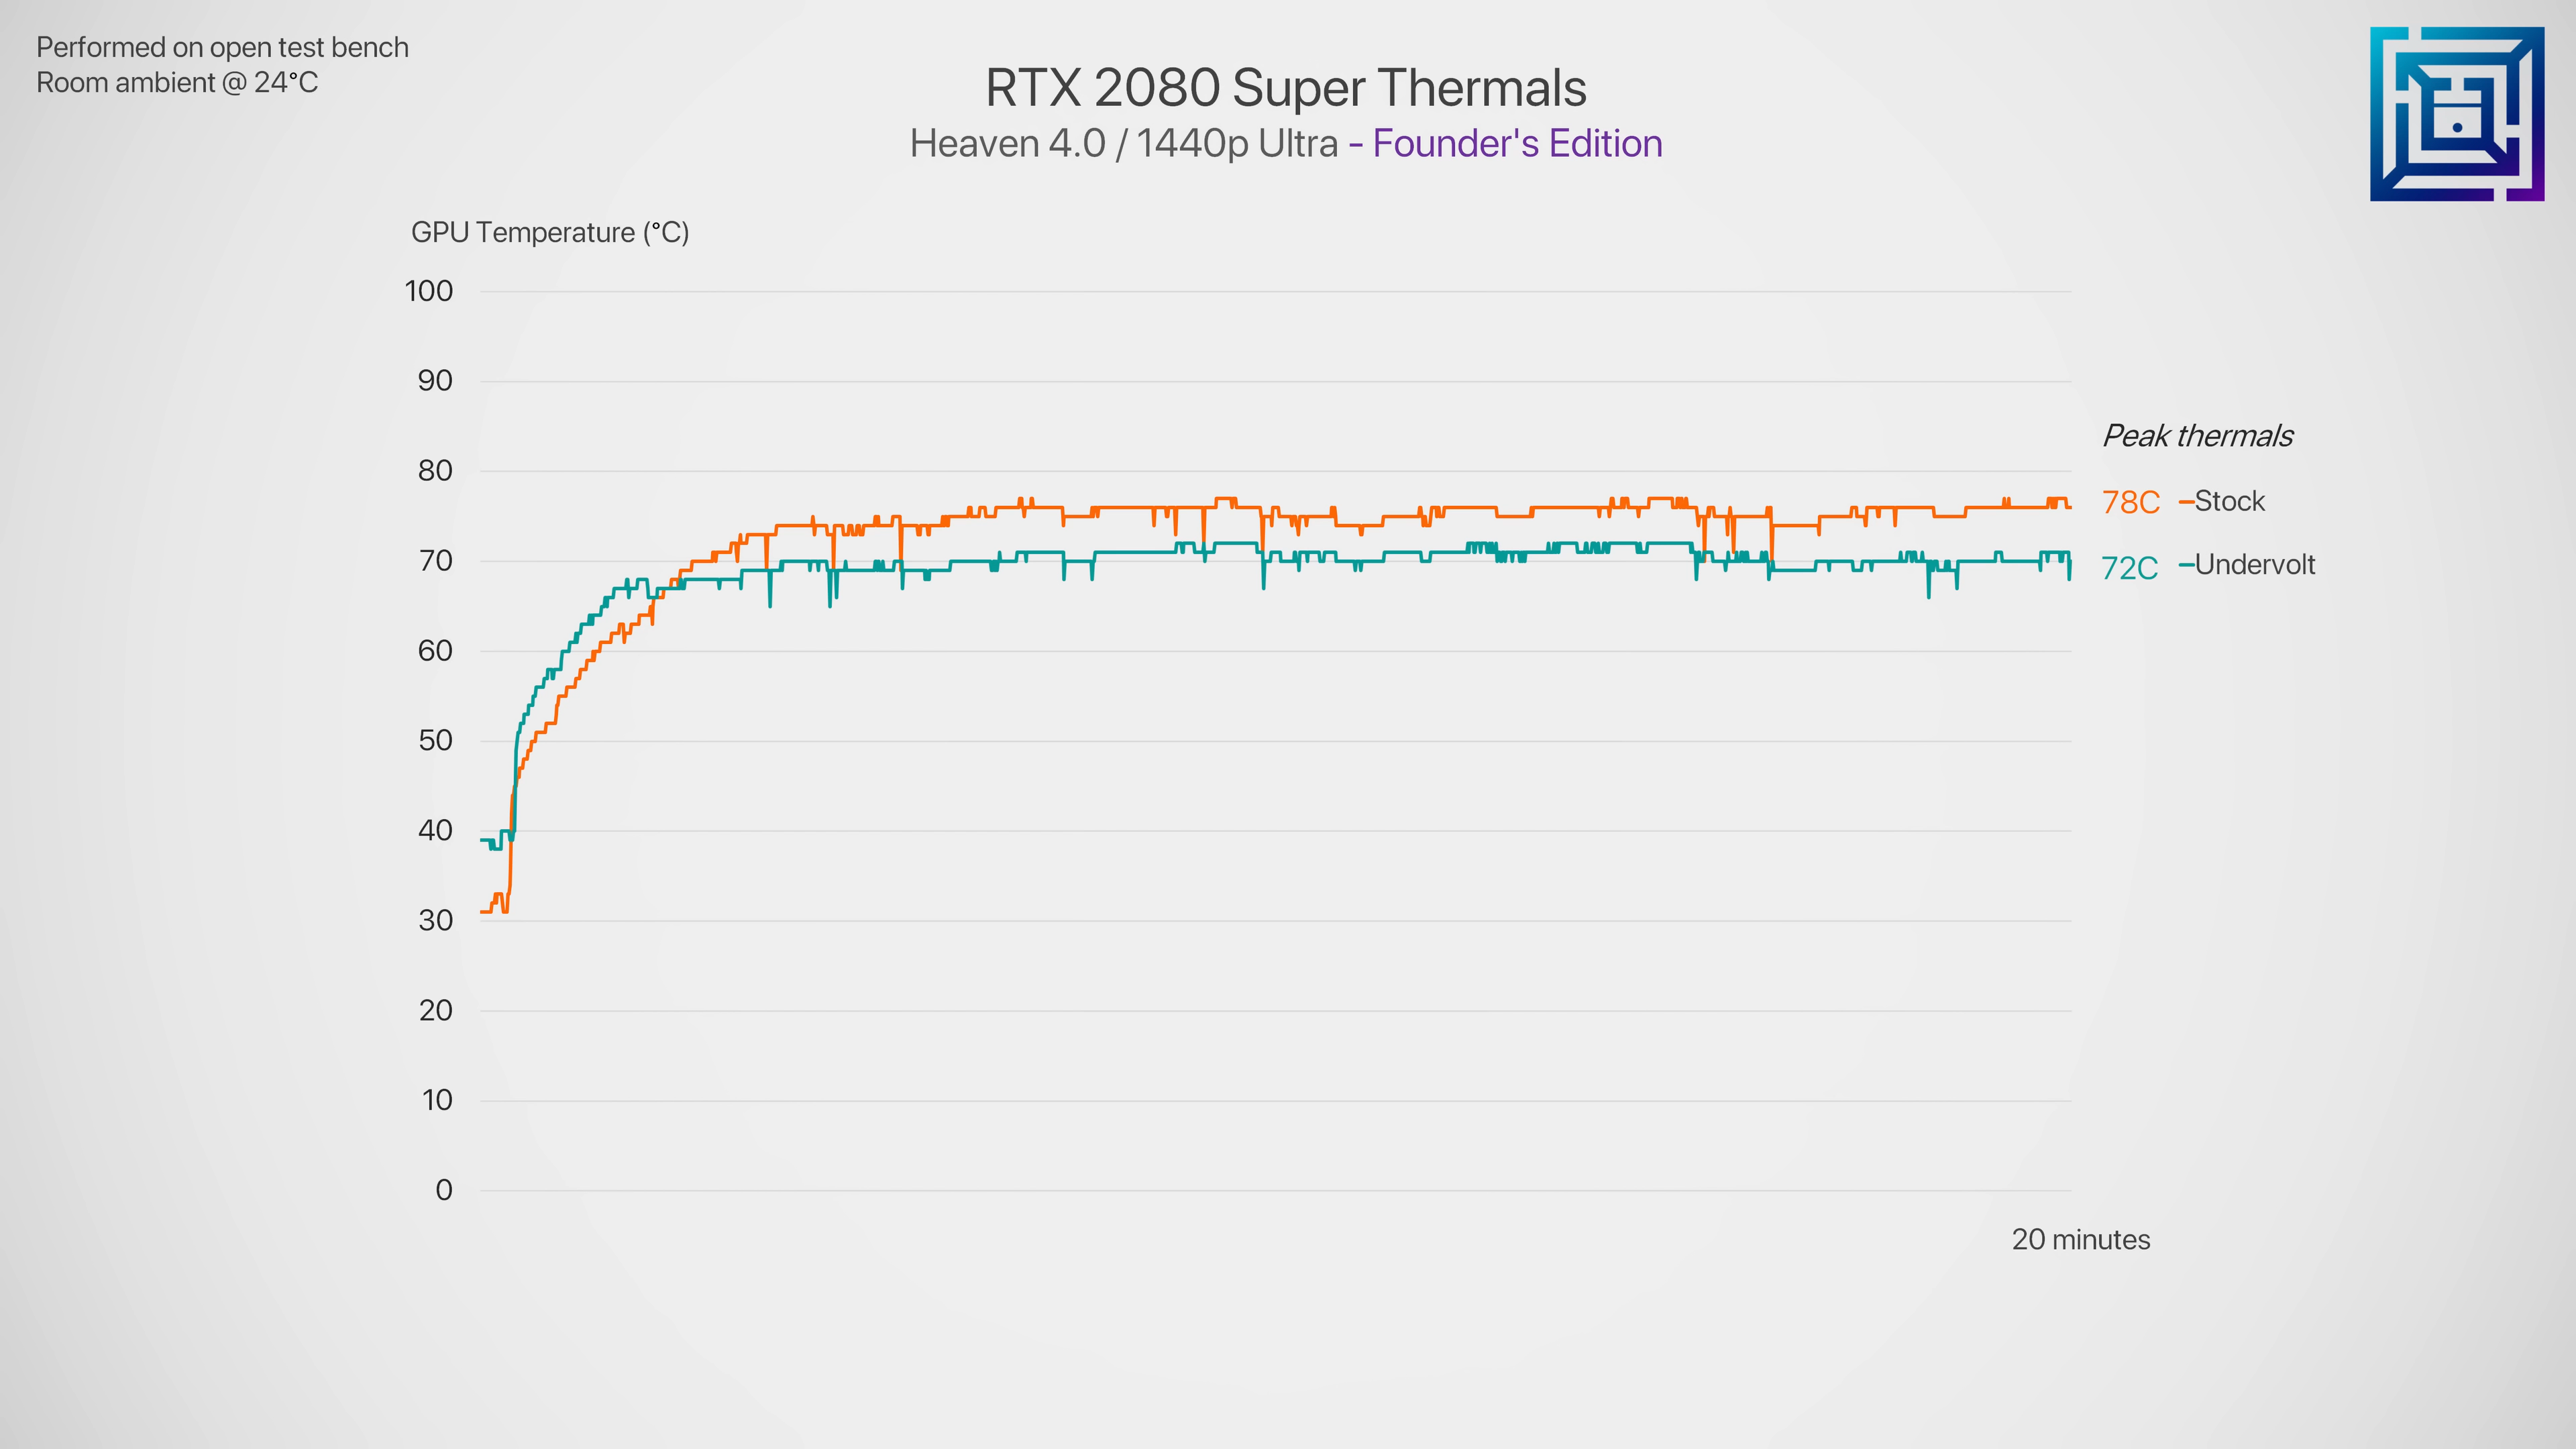 Performed on open test bench
Room ambient @ 24°C
RTX 2080 Super Thermals
Heaven 4.0 / 1440p Ultra - Founder's Edition
GPU Temperature (°C)
100
90
80
70
60
50
40
30
20
10
0
Peak thermals
78C Stock
72C Undervolt
20 minutes